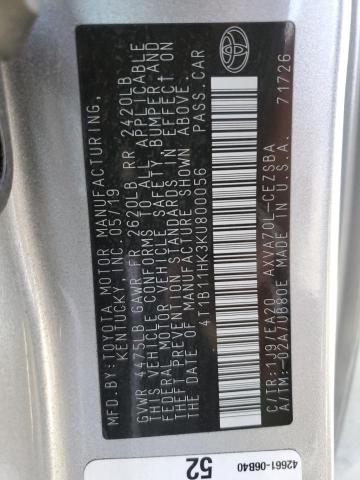 MFD.BY:TOYOTA MOTOR MANUFACTURING,
KENTUCKY, INC. 05/19
GVWR 4475LB GAWR FR 2620LB RR 2420LB
THIS VEHICLE CONFORMS TO ALL APPLICABLE
FEDERAL MOTOR VEHICLE SAFETY, BUMPER AND
THEFT PREVENTION STANDARDS IN EFFECT ON
THE DATE OF MANUFACTURE SHOWN ABOVE.
4T1B11HK3KU800056 PASS.CAR
C/TR:1J9/EA20 AXVA70L-CEZSBA
A/TM:-02A/UB80E MADE IN U.S.A. 71726
42661-06B40
52